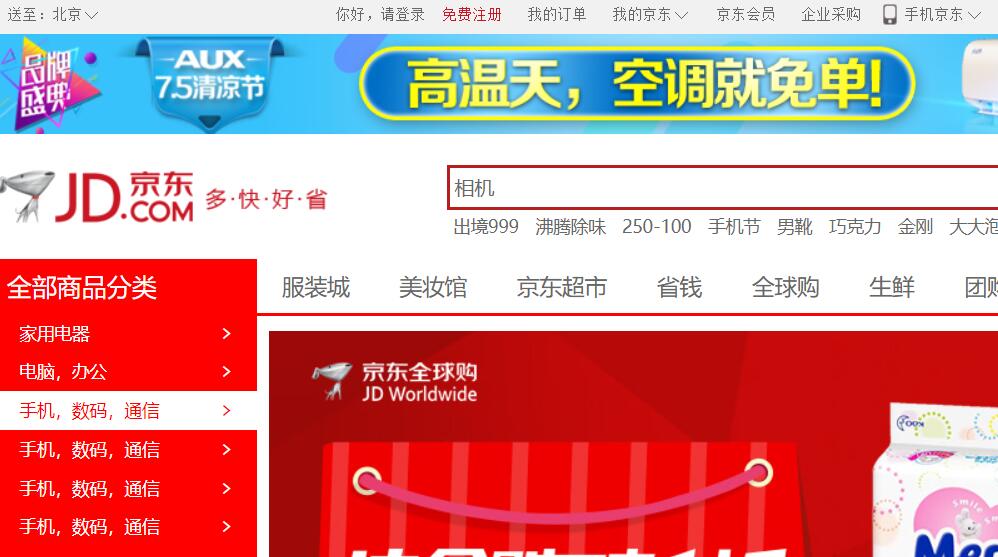 送至：北京
你好，请登录 免费注册 我的订单 我的京东 京东会员 企业采购 手机京东
品牌盛典
AUX
7.5清凉节
高温天，空调就免单!
JD.COM 京东
多·快·好·省
相机
出境999 沸腾除味 250-100 手机节 男靴 巧克力 金刚 大大泡
全部商品分类
服装城 美妆馆 京东超市 省钱 全球购 生鲜 团购
家用电器 >
电脑，办公 >
手机，数码，通信 >
手机，数码，通信 >
手机，数码，通信 >
手机，数码，通信 >
京东全球购
JD Worldwide